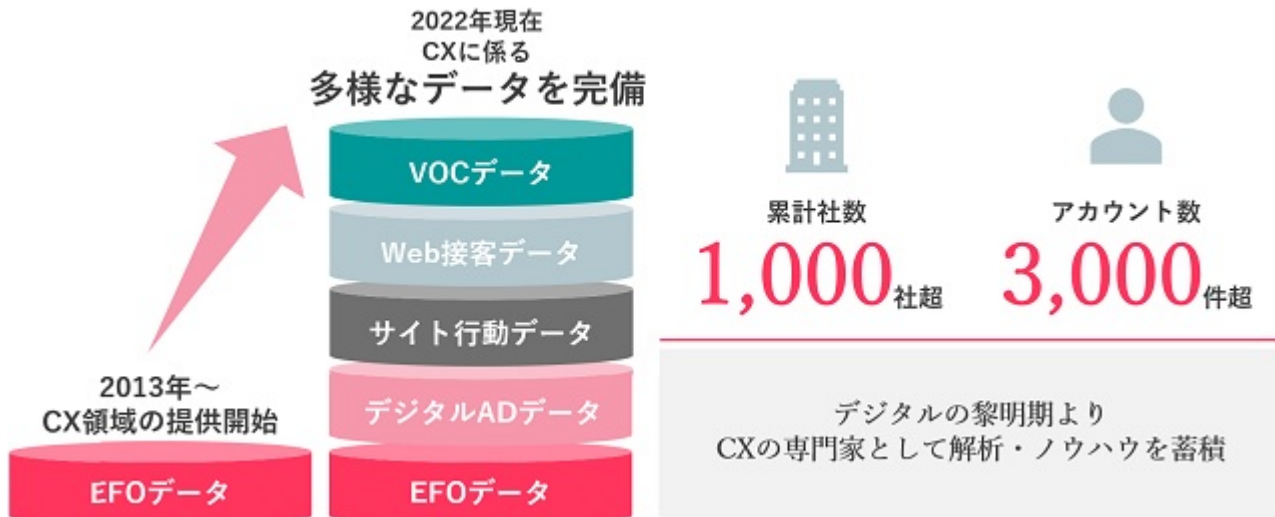 2022年現在
CXに係る
多様なデータを完備
VOCデータ
Web接客データ
サイト行動データ
デジタルADデータ
EFOデータ
2013年～
CX領域の提供開始
EFOデータ
累計社数
1,000社超
アカウント数
3,000件超
デジタルの黎明期より
CXの専門家として解析・ノウハウを蓄積